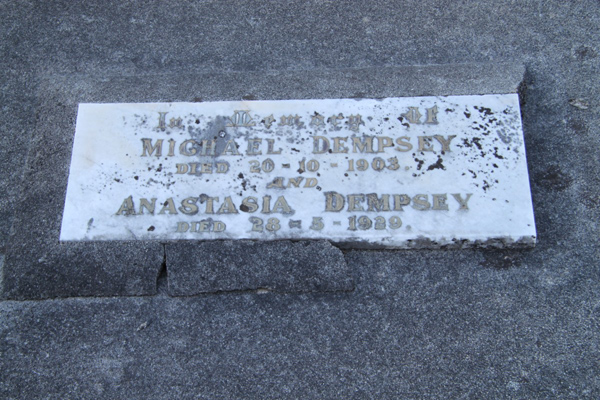 In Memory Of
MICHAEL DEMPSEY
DIED 20-10-1903.
AND
ANASTASIA DEMPSEY
DIED 28-5-1929.